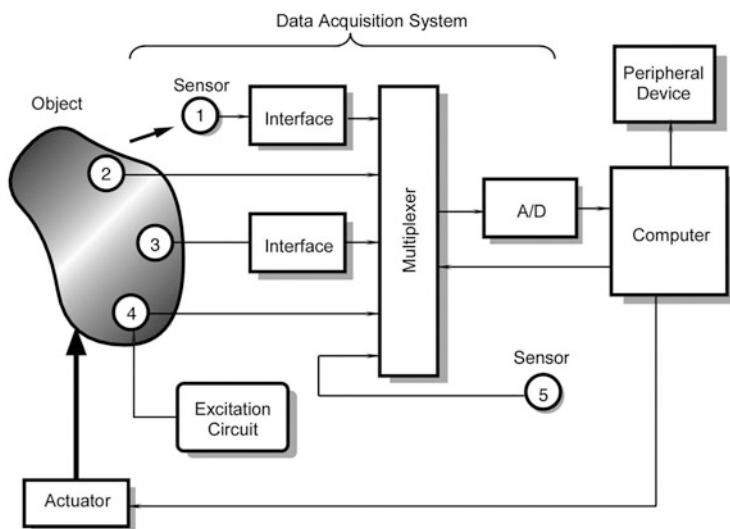 Data Acquisition System
Peripheral
Device
Sensor
Object
1
Interface
2
Multiplexer
A/D
Computer
3
Interface
4
Sensor
5
Excitation
Circuit
Actuator